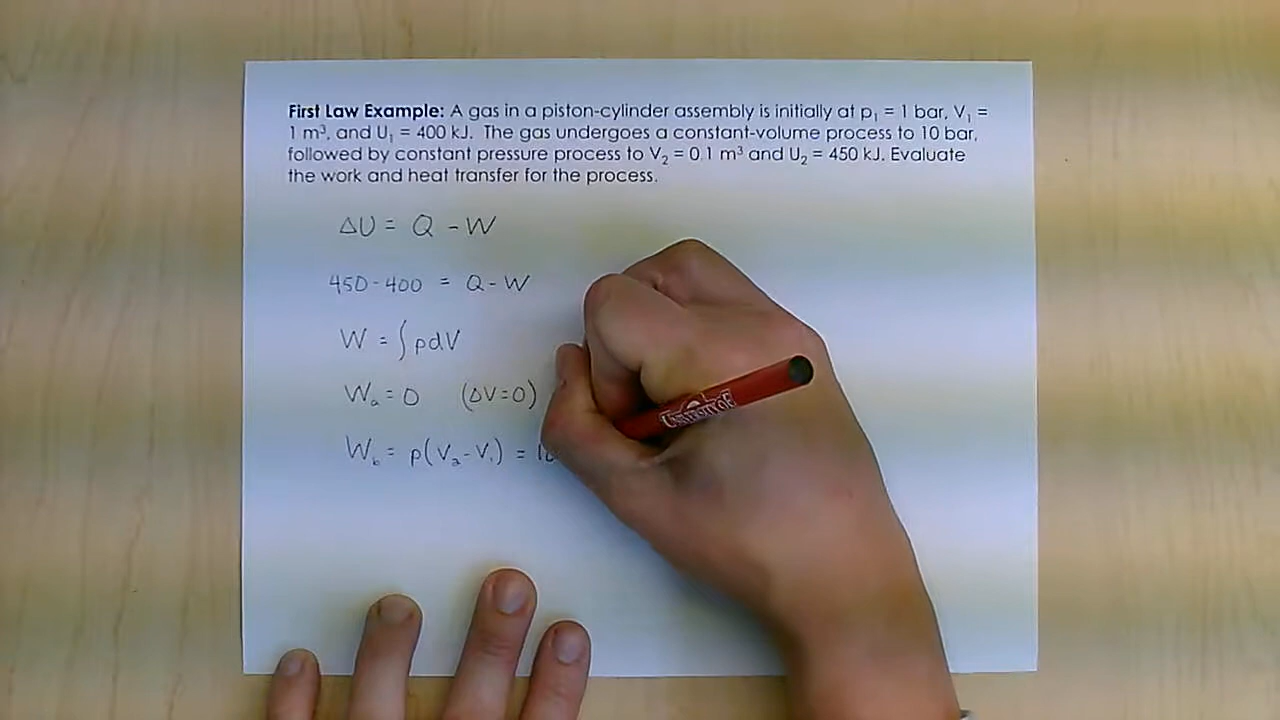 First Law Example: A gas in a piston-cylinder assembly is initially at p₁ = 1 bar, V₁ =
1 m³, and U₁ = 400 kJ. The gas undergoes a constant-volume process to 10 bar,
followed by constant pressure process to V₂ = 0.1 m³ and U₂ = 450 kJ. Evaluate
the work and heat transfer for the process.
ΔU = Q - W
450 - 400 = Q - W
W = ∫ pdV
Wₐ = 0 (ΔV=0)
W_b = p(V₂-V₁) =